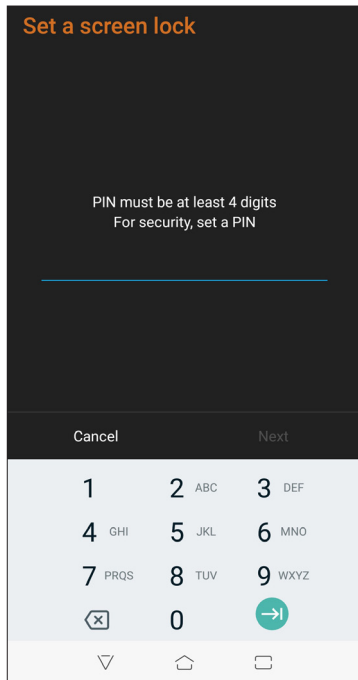 Set a screen lock
PIN must be at least 4 digits
For security, set a PIN
Cancel Next
1 2 ABC 3 DEF
4 GHI 5 JKL 6 MNO
7 PRQS 8 TUV 9 WXYZ
0